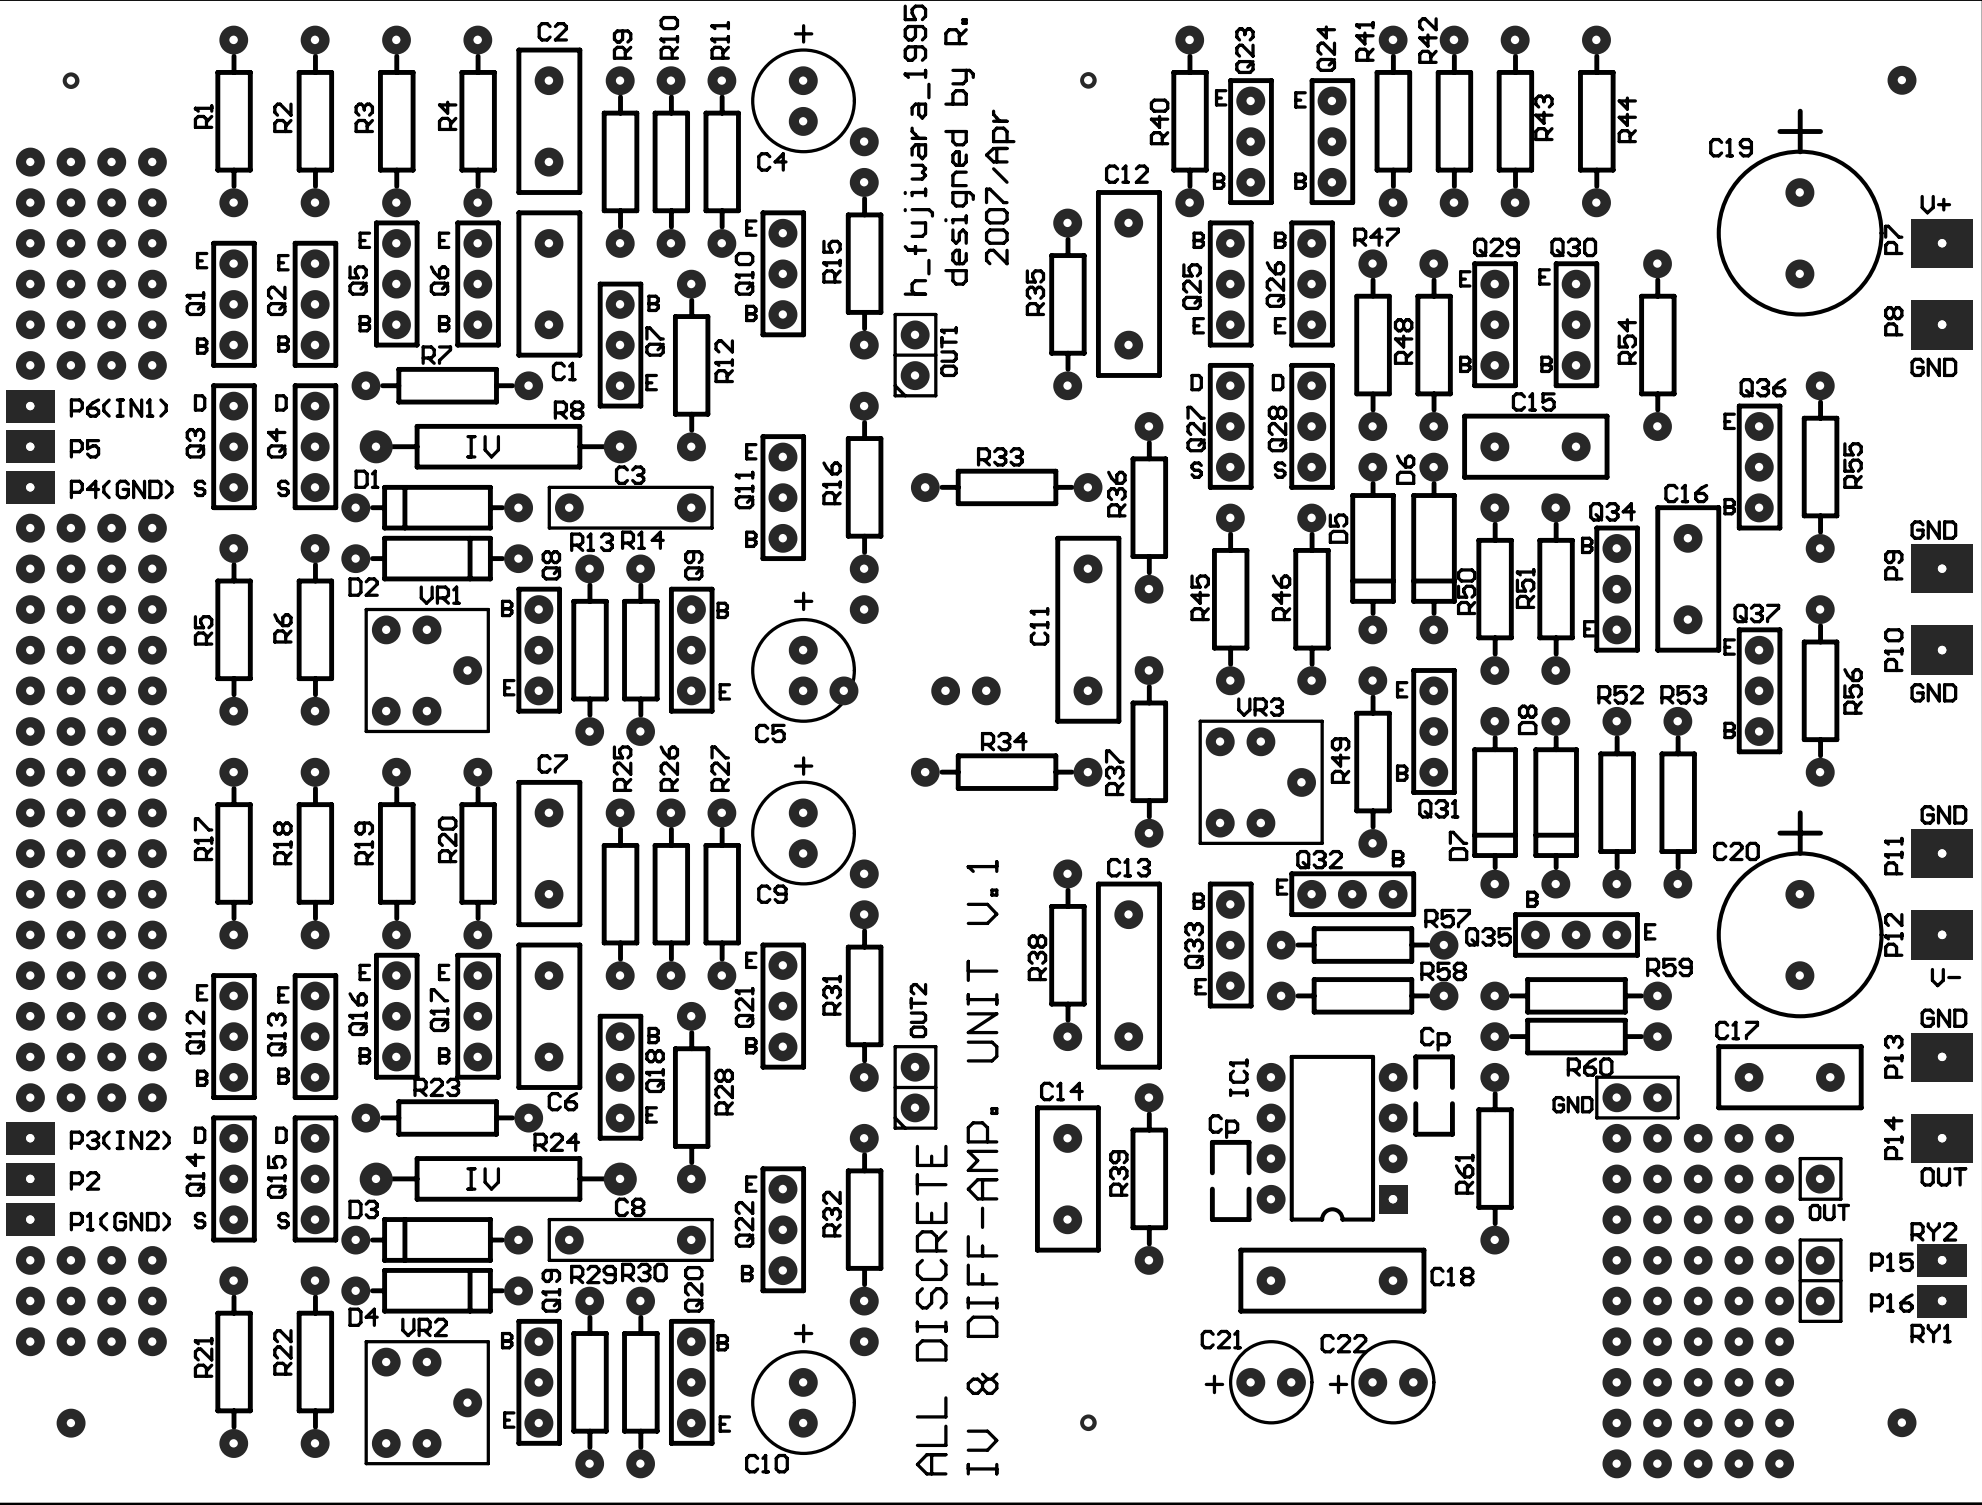 h_fujiwara_1995
designed by R.
2007/Apr
ALL DISCRETE
IV & DIFF-AMP. UNIT V.1
R1
R2
R3
R4
C2
R9
R10
R11
+
C4
E
Q1
B
E
Q2
B
E
Q5
B
E
Q6
B
C1
B
Q7
E
R12
E
Q10
B
R15
OUT1
R7
R8
IV
P6(IN1)
P5
P4(GND)
D
Q3
S
D
Q4
S
D1
D2
C3
E
Q11
B
R16
R5
R6
VR1
B
Q8
E
R13
R14
Q9
B
E
+
C5
R17
R18
R19
R20
C7
R25
R26
R27
+
C9
E
Q12
B
E
Q13
B
E
Q16
B
E
Q17
B
C6
B
Q18
E
R28
E
Q21
B
R31
OUT2
R23
R24
IV
P3(IN2)
P2
P1(GND)
D
Q14
S
D
Q15
S
D3
D4
C8
E
Q22
B
R32
R21
R22
VR2
B
Q19
E
R29
R30
Q20
B
E
+
C10
R40
Q23
E
B
Q24
E
B
R41
R42
R43
R44
C12
R35
B
Q25
E
B
Q26
E
R47
R48
Q29
E
B
Q30
E
B
R54
+
C19
V+
P7
P8
GND
D
Q27
S
D
Q28
S
C15
Q36
E
B
R55
R33
R36
C11
R45
R46
D5
D6
R50
R51
Q34
B
E
C16
GND
P9
P10
GND
Q37
E
B
R56
R34
R37
VR3
R49
E
B
Q31
D7
D8
R52
R53
+
C20
GND
P11
P12
V-
C13
R38
Q32
E
B
B
Q33
E
R57
R58
Q35
B
E
R59
R60
C17
GND
P13
P14
OUT
C14
R39
IC1
Cp
Cp
R61
GND
OUT
C18
RY2
P15
P16
RY1
C21
+
C22
+